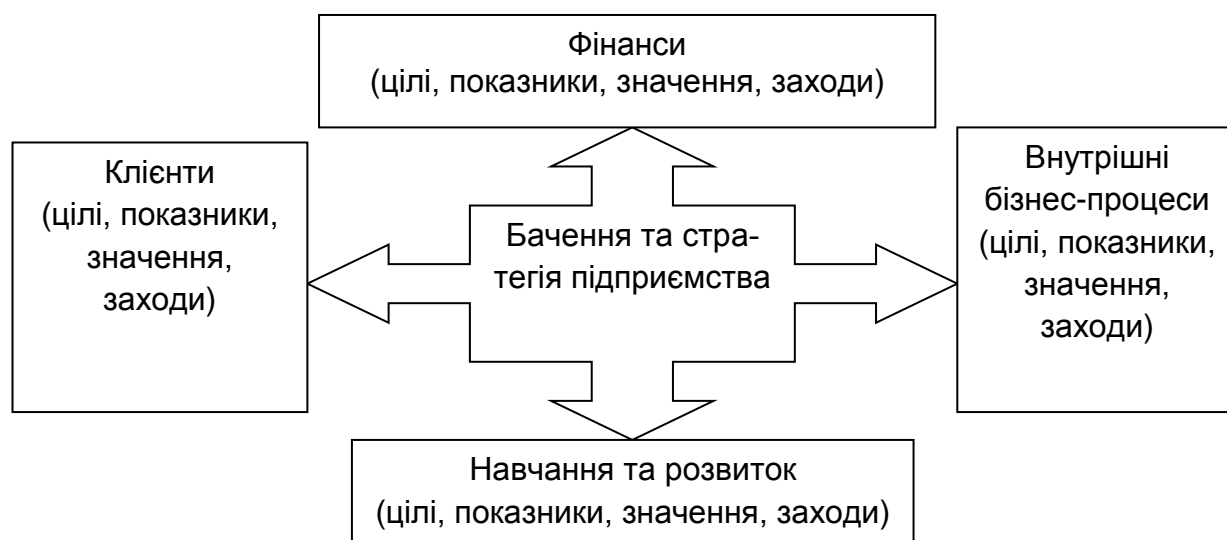 Фінанси
(цілі, показники, значення, заходи)
Клієнти
(цілі, показники,
значення,
заходи)
Бачення та стра-
тегія підприємства
Внутрішні
бізнес-процеси
(цілі, показники,
значення,
заходи)
Навчання та розвиток
(цілі, показники, значення, заходи)